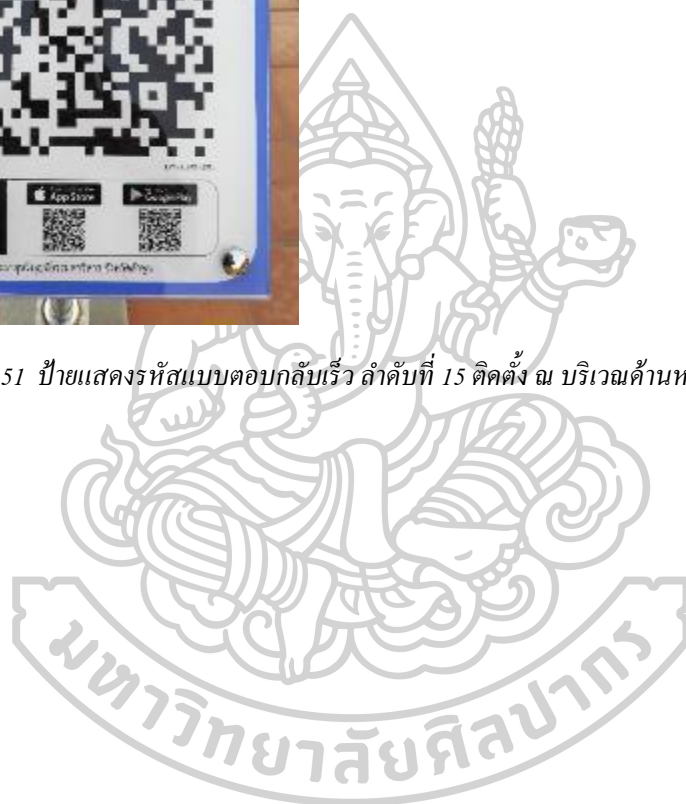 App Store
Google Play
51 ป้ายแสดงรหัสแบบตอบกลับเร็ว ลำดับที่ 15 ติดตั้ง ณ บริเวณด้านห
มหาวิทยาลัยศิลปากร